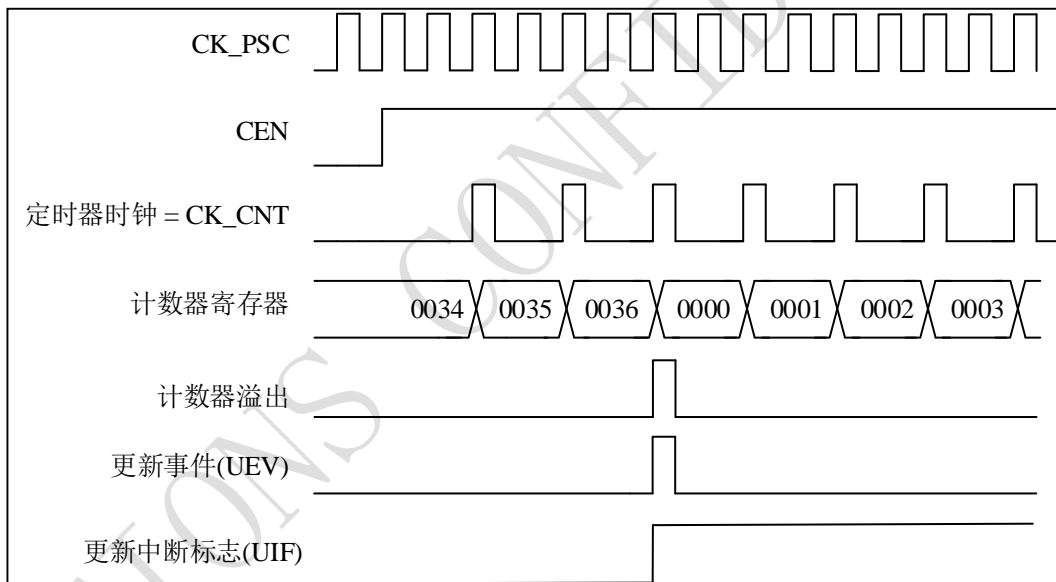 CK_PSC
CEN
定时器时钟 = CK_CNT
计数器寄存器
0034 0035 0036 0000 0001 0002 0003
计数器溢出
更新事件(UEV)
更新中断标志(UIF)
IONS CONFID